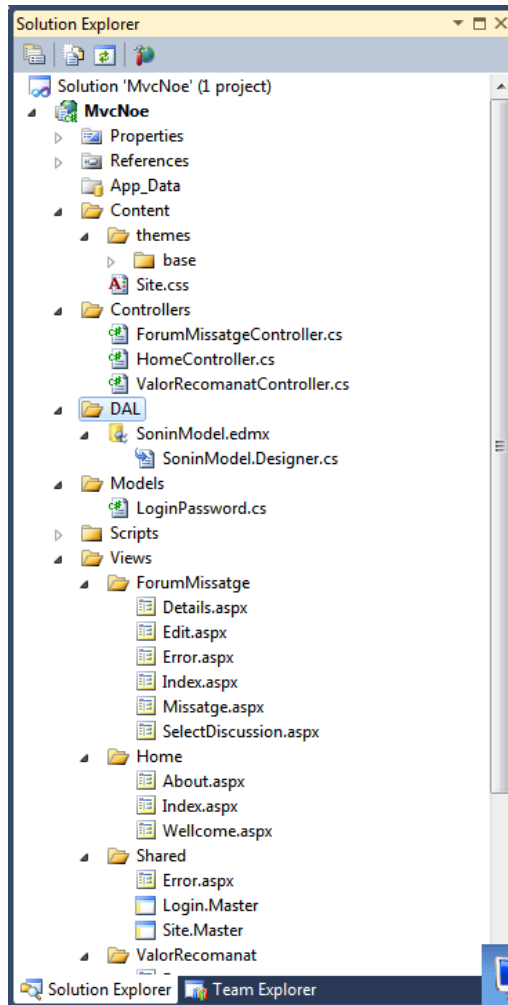 Solution Explorer
Solution 'MvcNoe' (1 project)
MvcNoe
Properties
References
App_Data
Content
themes
base
Site.css
Controllers
ForumMissatgeController.cs
HomeController.cs
ValorRecomanatController.cs
DAL
SoninModel.edmx
SoninModel.Designer.cs
Models
LoginPassword.cs
Scripts
Views
ForumMissatge
Details.aspx
Edit.aspx
Error.aspx
Index.aspx
Missatge.aspx
SelectDiscussion.aspx
Home
About.aspx
Index.aspx
Wellcome.aspx
Shared
Error.aspx
Login.Master
Site.Master
ValorRecomanat
Solution Explorer Team Explorer